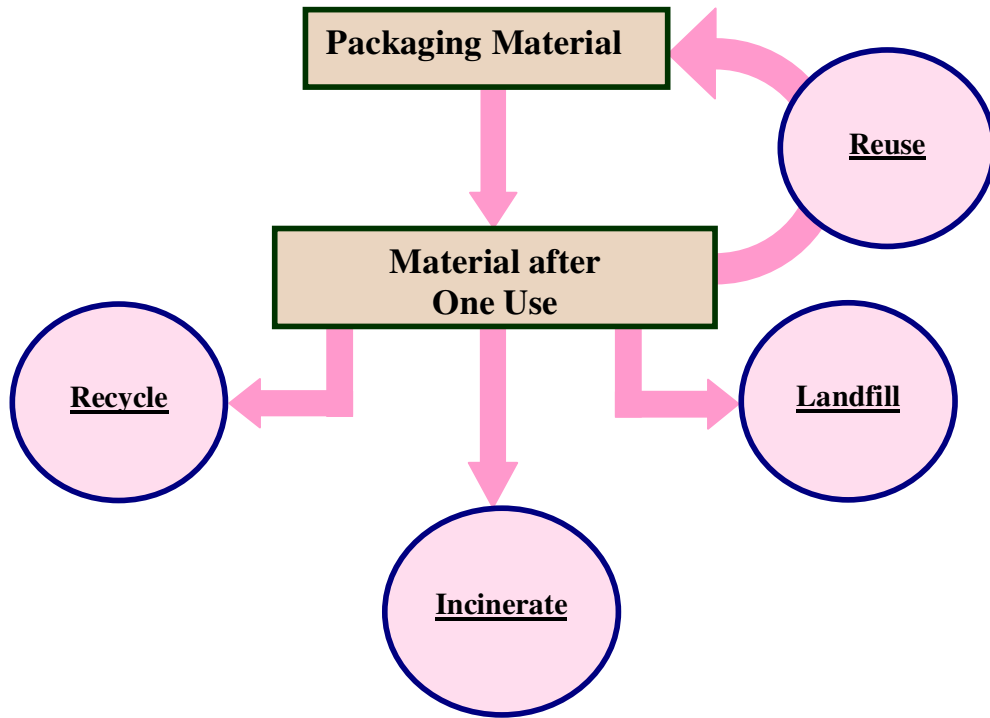 Packaging Material
Reuse
Material after
One Use
Recycle
Landfill
Incinerate